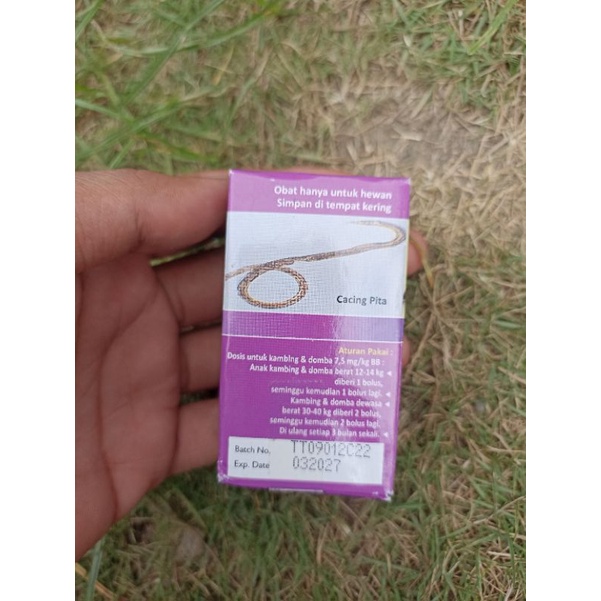 Obat hanya untuk hewan
Simpan di tempat kering
Cacing Pita
Aturan Pakai :
Dosis untuk kambing & domba 7,5 mg/kg BB :
Anak kambing & domba berat 12-14 kg
diberi 1 bolus,
seminggu kemudian 1 bolus lagi.
Kambing & domba dewasa
berat 30-40 kg diberi 2 bolus,
seminggu kemudian 2 bolus lagi.
Di ulang setiap 3 bulan sekali.
Batch No. TT09012C22
Exp. Date 032027